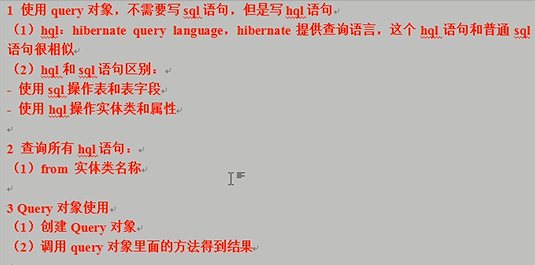 1 使用 query 对象，不需要写 sql 语句，但是写 hql 语句
（1）hql：hibernate query language，hibernate 提供查询语言，这个 hql 语句和普通 sql
语句很相似
（2）hql 和 sql 语句区别：
- 使用 sql 操作表和表字段
- 使用 hql 操作实体类和属性
2 查询所有 hql 语句：
（1）from 实体类名称
3 Query 对象使用
（1）创建 Query 对象
（2）调用 query 对象里面的方法得到结果